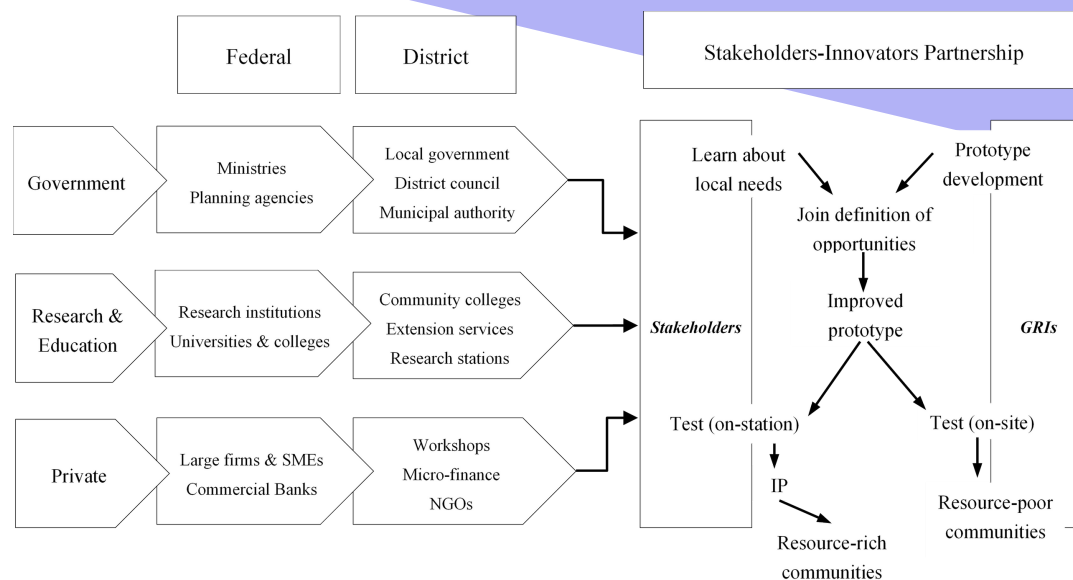 Federal
District
Stakeholders-Innovators Partnership
Government
Ministries
Planning agencies
Local government
District council
Municipal authority
Research &
Education
Research institutions
Universities & colleges
Community colleges
Extension services
Research stations
Private
Large firms & SMEs
Commercial Banks
Workshops
Micro-finance
NGOs
Stakeholders
Learn about
local needs
Prototype
development
Join definition of
opportunities
Improved
prototype
GRIs
Test (on-station)
Test (on-site)
IP
Resource-rich
communities
Resource-poor
communities